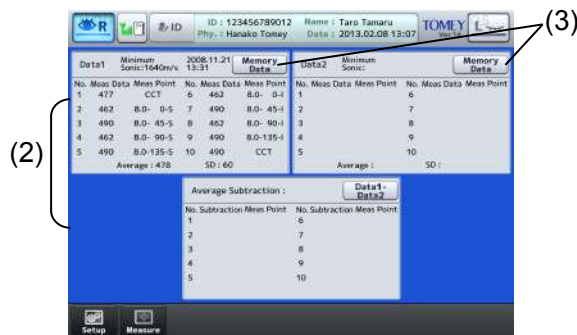 R ID ID : 123456789012 Name : Taro Tamaru TOMEY L
Phy. : Hanako Tomey Data : 2013.02.08 13:07 Ver.1A
(3)
Data1 Minimum 2008.11.21 Memory
Sonic:1640m/s 13:31 Data
Data2 Minimum Memory
Sonic: Data
No. Meas Data Meas Point No. Meas Data Meas Point
1 477 CCT 6 462 8.0- 0-I
2 462 8.0- 0-S 7 490 8.0- 45-I
3 490 8.0- 45-S 8 462 8.0- 90-I
4 462 8.0- 90-S 9 490 8.0-135-I
5 490 8.0-135-S 10 490 CCT
Average : 478 SD : 60
No. Meas Data Meas Point No. Meas Data Meas Point
1 6
2 7
3 8
4 9
5 10
Average : SD :
(2)
Average Subtraction : Data1-
Data2
No. Subtraction Meas Point No. Subtraction Meas Point
1 6
2 7
3 8
4 9
5 10
Setup Measure